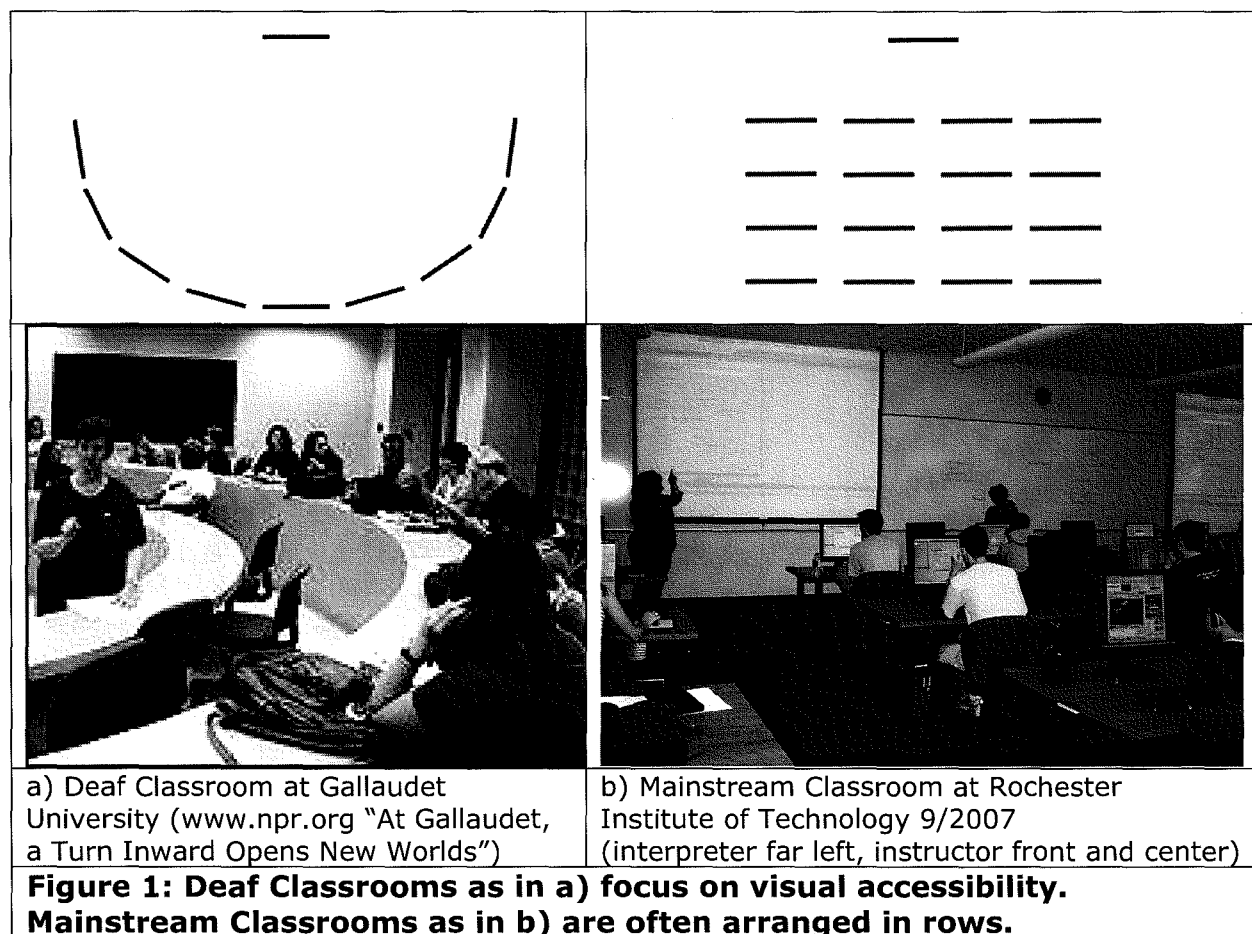 a) Deaf Classroom at Gallaudet
University (www.npr.org “At Gallaudet,
a Turn Inward Opens New Worlds”)
b) Mainstream Classroom at Rochester
Institute of Technology 9/2007
(interpreter far left, instructor front and center)
Figure 1: Deaf Classrooms as in a) focus on visual accessibility.
Mainstream Classrooms as in b) are often arranged in rows.